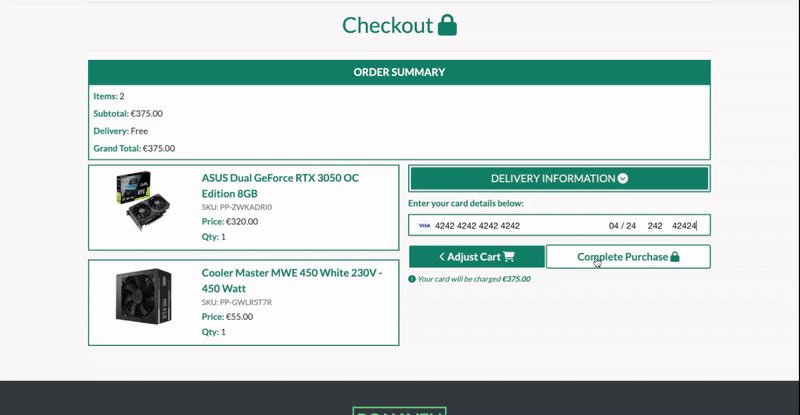 Checkout
ORDER SUMMARY
Items: 2
Subtotal: €375.00
Delivery: Free
Grand Total: €375.00
ASUS Dual GeForce RTX 3050 OC
Edition 8GB
SKU: PP-ZWKADRI0
Price: €320.00
Qty: 1
Cooler Master MWE 450 White 230V -
450 Watt
SKU: PP-GWLRST7R
Price: €55.00
Qty: 1
DELIVERY INFORMATION
Enter your card details below:
VISA 4242 4242 4242 4242 04 / 24 242 42424
Adjust Cart
Complete Purchase
Your card will be charged €375.00